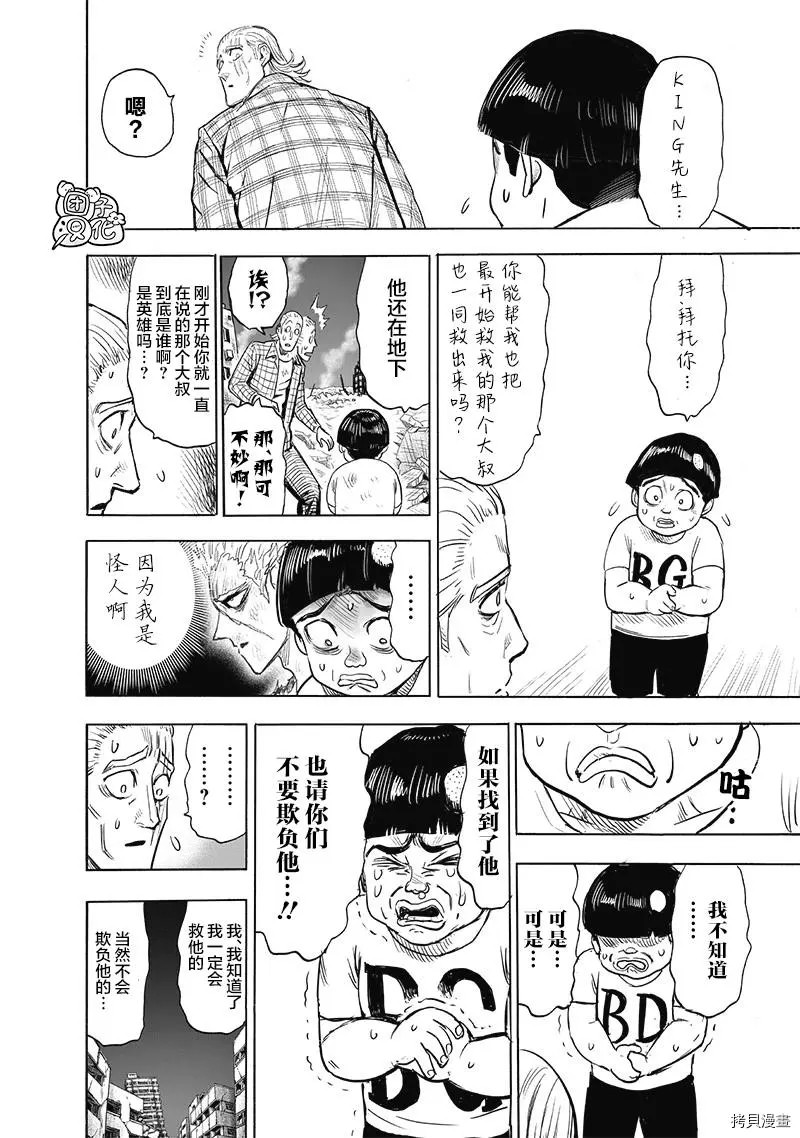 KING先生…
嗯?
拜、拜托你…
你能帮我也把
最开始救我的那个大叔
也一同救出来吗?
他还在地下
诶!?
那、那可
不妙啊!
刚才开始你就一直
在说的那个大叔
到底是谁啊?
是英雄吗…?
……
因为我是
怪人啊
咕…
我不知道
……
可是…
可是…
如果找到了他
也请你们
不要欺负他…!!
……?
我、我知道了
我一定会
救他的
当然不会
欺负他的…
BG
BD
团子
汉化
拷贝漫畫